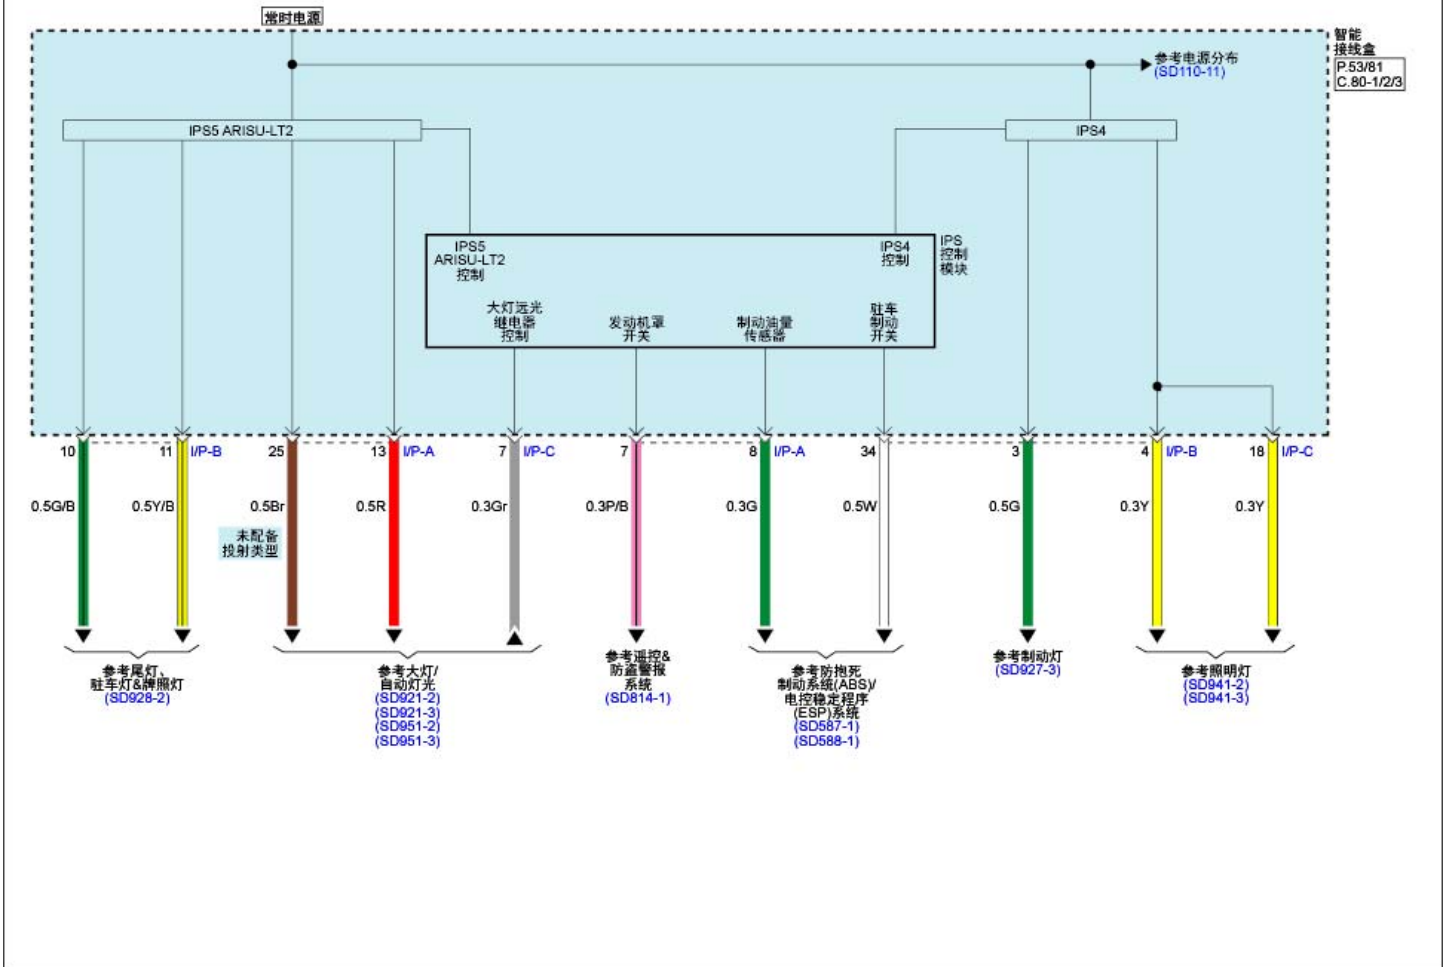 常时电源
智能
接线盒
P.53/81
C.80-1/2/3
参考电源分布
(SD110-11)
IPS5 ARISU-LT2
IPS4
IPS5
ARISU-LT2
控制
IPS4
控制
IPS
控制
模块
大灯远光
继电器
控制
发动机罩
开关
制动油量
传感器
驻车
制动
开关
10
11
I/P-B
25
13
I/P-A
7
I/P-C
7
8
I/P-A
34
3
4
I/P-B
18
I/P-C
0.5G/B
0.5Y/B
0.5Br
0.5R
0.3Gr
0.3P/B
0.3G
0.5W
0.5G
0.3Y
0.3Y
未配备
投射类型
参考尾灯、
驻车灯&牌照灯
(SD928-2)
参考大灯/
自动灯光
(SD921-2)
(SD921-3)
(SD951-2)
(SD951-3)
参考遥控&
防盗警报
系统
(SD814-1)
参考防抱死
制动系统(ABS)/
电控稳定程序
(ESP)系统
(SD587-1)
(SD588-1)
参考制动灯
(SD927-3)
参考照明灯
(SD941-2)
(SD941-3)